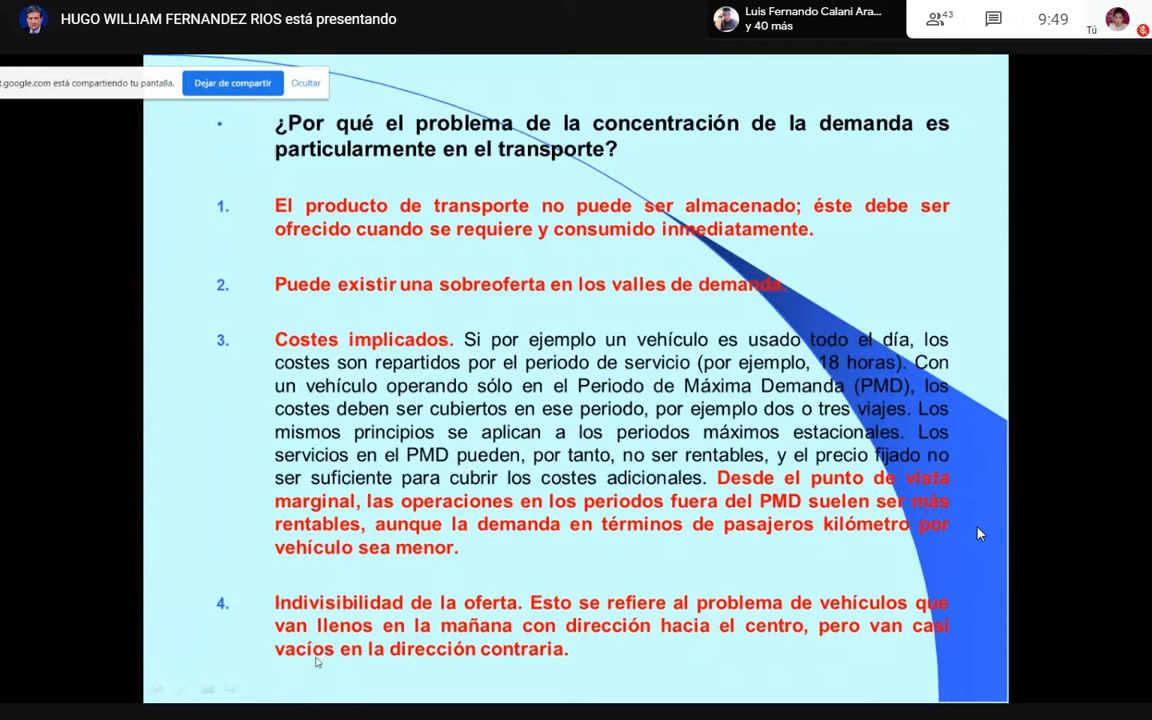 HUGO WILLIAM FERNANDEZ RIOS está presentando
Luis Fernando Calani Ara...
y 40 más
43
9:49
Tú
t.google.com está compartiendo tu pantalla.
Dejar de compartir
Ocultar
• ¿Por qué el problema de la concentración de la demanda es
particularmente en el transporte?
1. El producto de transporte no puede ser almacenado; éste debe ser
ofrecido cuando se requiere y consumido inmediatamente.
2. Puede existir una sobreoferta en los valles de demanda.
3. Costes implicados. Si por ejemplo un vehículo es usado todo el día, los
costes son repartidos por el periodo de servicio (por ejemplo, 18 horas). Con
un vehículo operando sólo en el Periodo de Máxima Demanda (PMD), los
costes deben ser cubiertos en ese periodo, por ejemplo dos o tres viajes. Los
mismos principios se aplican a los periodos máximos estacionales. Los
servicios en el PMD pueden, por tanto, no ser rentables, y el precio fijado no
ser suficiente para cubrir los costes adicionales. Desde el punto de vista
marginal, las operaciones en los periodos fuera del PMD suelen ser más
rentables, aunque la demanda en términos de pasajeros kilómetro por
vehículo sea menor.
4. Indivisibilidad de la oferta. Esto se refiere al problema de vehículos que
van llenos en la mañana con dirección hacia el centro, pero van casi
vacíos en la dirección contraria.